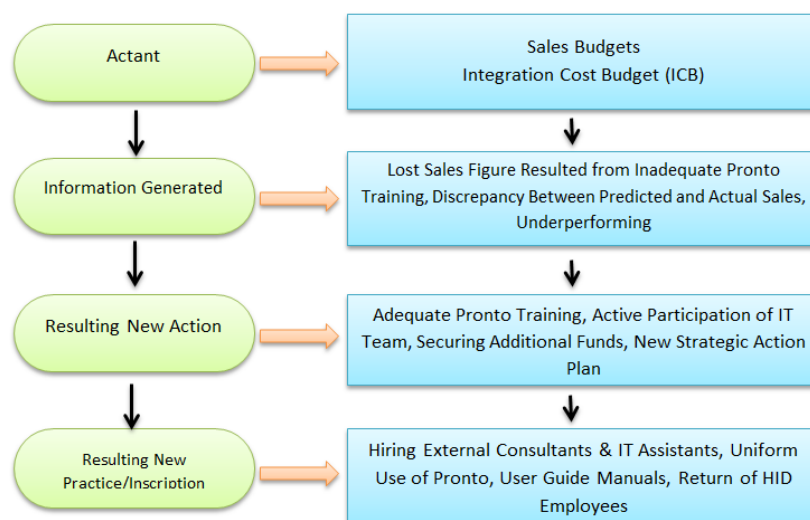 Actant
Sales Budgets
Integration Cost Budget (ICB)
Information Generated
Lost Sales Figure Resulted from Inadequate Pronto
Training, Discrepancy Between Predicted and Actual Sales,
Underperforming
Resulting New Action
Adequate Pronto Training, Active Participation of IT
Team, Securing Additional Funds, New Strategic Action
Plan
Resulting New
Practice/Inscription
Hiring External Consultants & IT Assistants, Uniform
Use of Pronto, User Guide Manuals, Return of HID
Employees